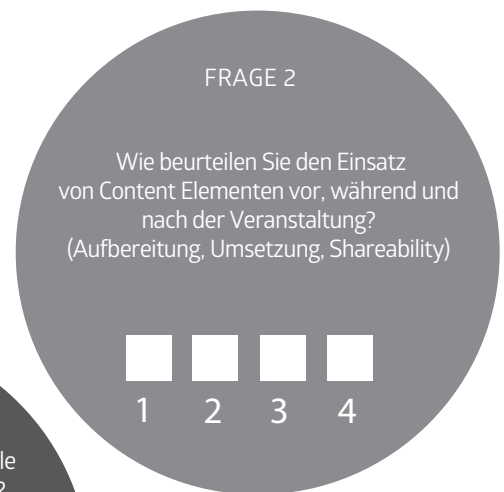 FRAGE 2
Wie beurteilen Sie den Einsatz
von Content Elementen vor, während und
nach der Veranstaltung?
(Aufbereitung, Umsetzung, Shareability)
1 2 3 4